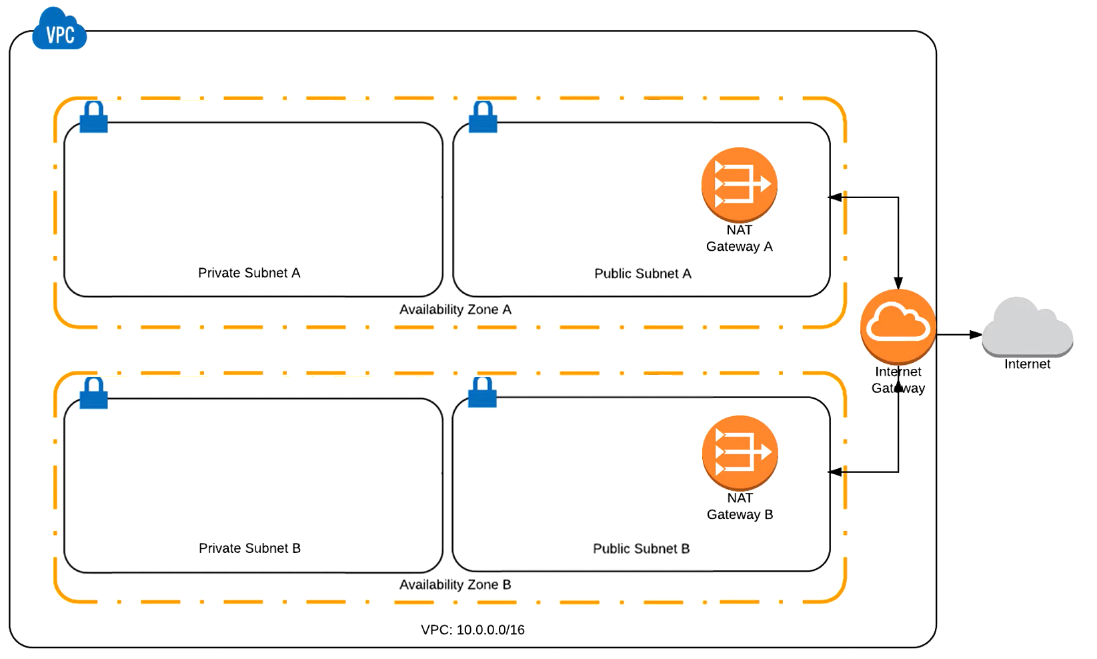 VPC
NAT
Gateway A
Private Subnet A
Public Subnet A
Availability Zone A
Internet
Gateway
Internet
NAT
Gateway B
Private Subnet B
Public Subnet B
Availability Zone B
VPC: 10.0.0.0/16